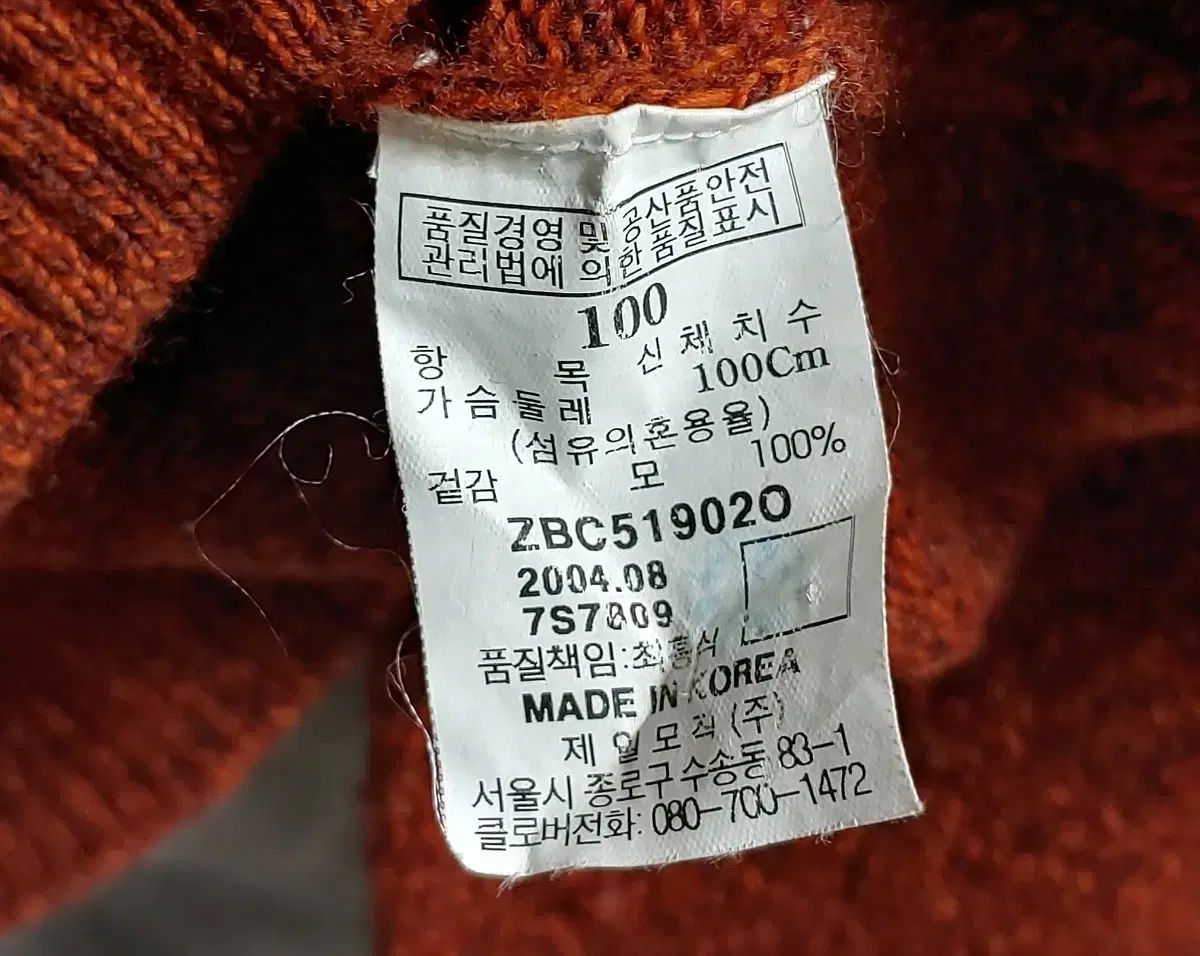 품질경영 및 공산품안전
관리법에 의한 품질표시
100
항 목 신 체 치 수
가 슴 둘 레 100Cm
(섬유의혼용율)
겉감 모 100%
ZBC51902O
2004.08
7S7809
품질책임:최흥식
MADE IN KOREA
제 일 모 직 (주)
서울시 종로구 수송동 83-1
클로버전화: 080-700-1472